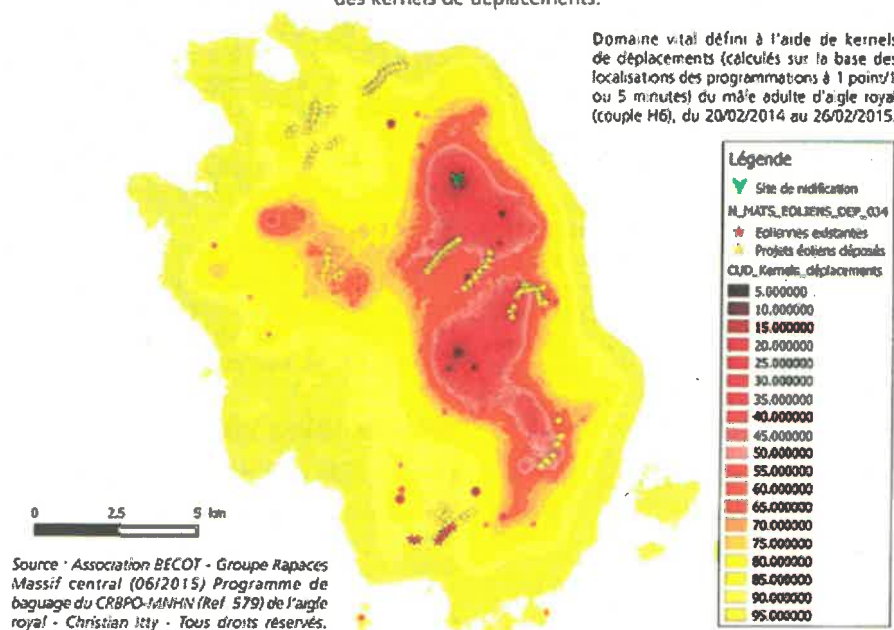 des kernels de déplacements.
Domaine vital défini à l'aide de kernels
de déplacements (calculés sur la base des
localisations des programmations à 1 point/1
ou 5 minutes) du mâle adulte d'aigle royal
(couple H6), du 20/02/2014 au 26/02/2015.
Légende
Site de nidification
N_MATS_EOLIENS_DEP_034
Eoliennes existantes
Projets éoliens déposés
CUD_Kernels_déplacements
5.000000
10.000000
15.000000
20.000000
25.000000
30.000000
35.000000
40.000000
45.000000
50.000000
55.000000
60.000000
65.000000
70.000000
75.000000
80.000000
85.000000
90.000000
95.000000
0 2.5 5 km
Source : Association BECOT - Groupe Rapaces
Massif central (06/2015) Programme de
baguage du CRBPO-MNHN (Ref 579) de l'aigle
royal - Christian Itty - Tous droits réservés.